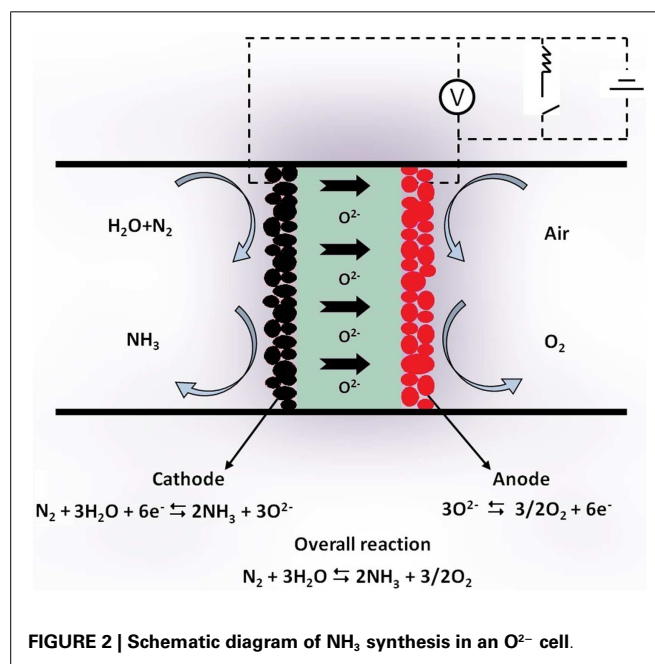 V
H₂O+N₂
Air
O²⁻
O²⁻
O²⁻
O²⁻
NH₃
O₂
Cathode
Anode
N₂ + 3H₂O + 6e⁻ ⇆ 2NH₃ + 3O²⁻
3O²⁻ ⇆ 3/2O₂ + 6e⁻
Overall reaction
N₂ + 3H₂O ⇆ 2NH₃ + 3/2O₂
FIGURE 2 | Schematic diagram of NH₃ synthesis in an O²⁻ cell.